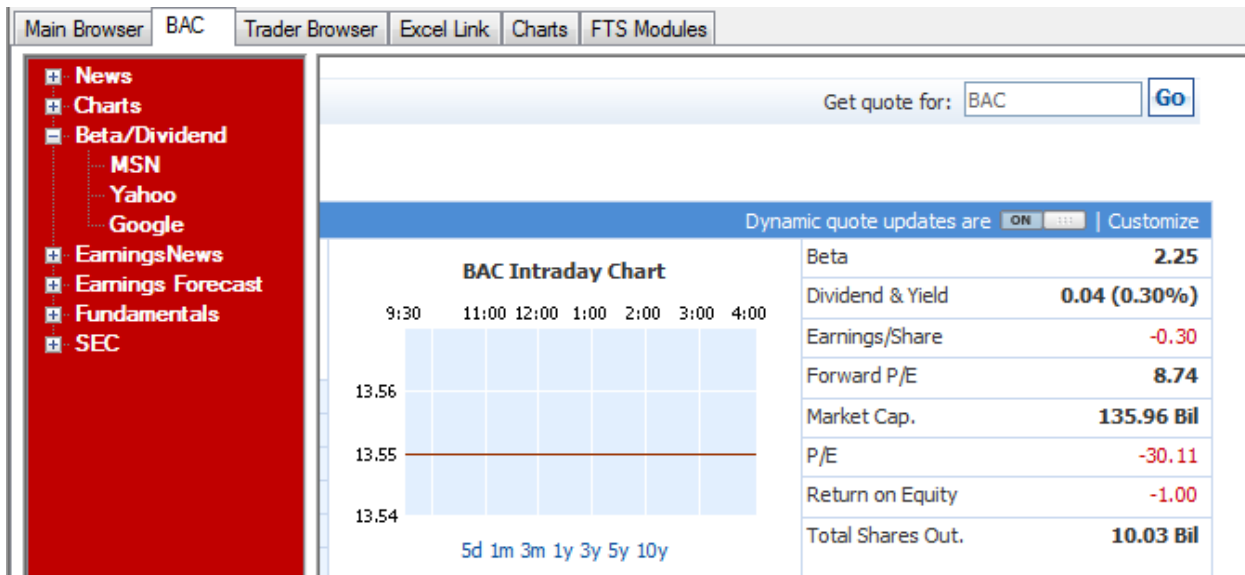 Main Browser BAC Trader Browser Excel Link Charts FTS Modules
News
Charts
Beta/Dividend
MSN
Yahoo
Google
EarningsNews
Earnings Forecast
Fundamentals
SEC
Get quote for: BAC Go
Dynamic quote updates are ON | Customize
BAC Intraday Chart
9:30 11:00 12:00 1:00 2:00 3:00 4:00
13.56
13.55
13.54
5d 1m 3m 1y 3y 5y 10y
Beta 2.25
Dividend & Yield 0.04 (0.30%)
Earnings/Share -0.30
Forward P/E 8.74
Market Cap. 135.96 Bil
P/E -30.11
Return on Equity -1.00
Total Shares Out. 10.03 Bil